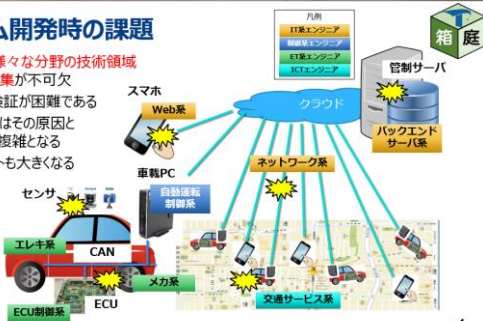 ム開発時の課題
様々な分野の技術領域
集が不可欠
検証が困難である
はその原因と
複雑となる
トも大きくなる
凡例
IT系エンジニア
制御系エンジニア
ET系エンジニア
ICTエンジニア
箱庭
管制サーバ
スマホ
クラウド
Web系
バックエンド
サーバ系
ネットワーク系
車載PC
自動運転
制御系
センサ
エレキ系
CAN
メカ系
ECU
ECU制御系
交通サービス系